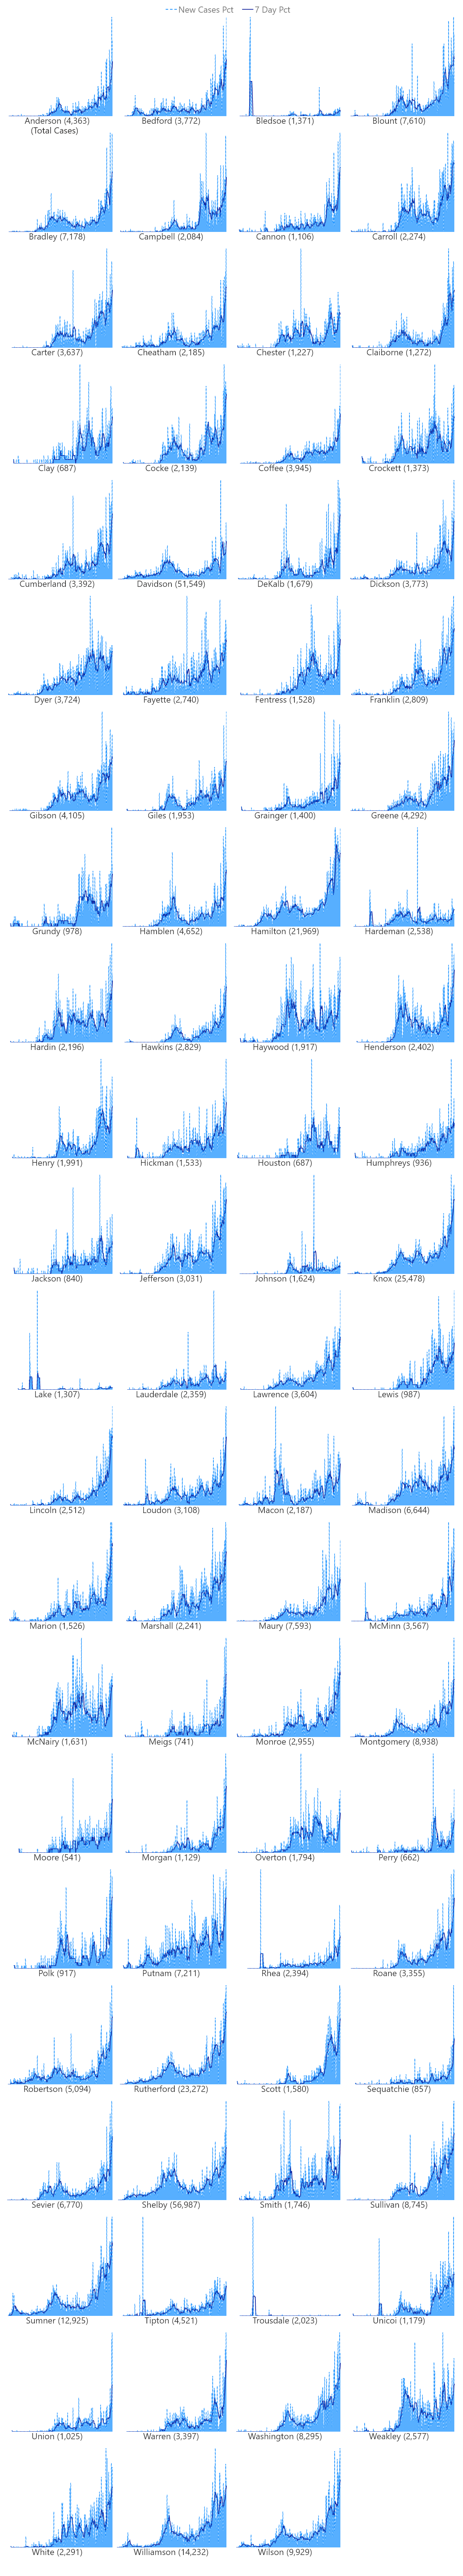 New Cases Pct 7 Day Pct
Anderson (4,363) Bedford (3,772) Bledsoe (1,371) Blount (7,610)
(Total Cases)
Bradley (7,178) Campbell (2,084) Cannon (1,106) Carroll (2,274)
Carter (3,637) Cheatham (2,185) Chester (1,227) Claiborne (1,272)
Clay (687) Cocke (2,139) Coffee (3,945) Crockett (1,373)
Cumberland (3,392) Davidson (51,549) DeKalb (1,679) Dickson (3,773)
Dyer (3,724) Fayette (2,740) Fentress (1,528) Franklin (2,809)
Gibson (4,105) Giles (1,953) Grainger (1,400) Greene (4,292)
Grundy (978) Hamblen (4,652) Hamilton (21,969) Hardeman (2,538)
Hardin (2,196) Hawkins (2,829) Haywood (1,917) Henderson (2,402)
Henry (1,991) Hickman (1,533) Houston (687) Humphreys (936)
Jackson (840) Jefferson (3,031) Johnson (1,624) Knox (25,478)
Lake (1,307) Lauderdale (2,359) Lawrence (3,604) Lewis (987)
Lincoln (2,512) Loudon (3,108) Macon (2,187) Madison (6,644)
Marion (1,526) Marshall (2,241) Maury (7,593) McMinn (3,567)
McNairy (1,631) Meigs (741) Monroe (2,955) Montgomery (8,938)
Moore (541) Morgan (1,129) Overton (1,794) Perry (662)
Polk (917) Putnam (7,211) Rhea (2,394) Roane (3,355)
Robertson (5,094) Rutherford (23,272) Scott (1,580) Sequatchie (857)
Sevier (6,770) Shelby (56,987) Smith (1,746) Sullivan (8,745)
Sumner (12,925) Tipton (4,521) Trousdale (2,023) Unicoi (1,179)
Union (1,025) Warren (3,397) Washington (8,295) Weakley (2,577)
White (2,291) Williamson (14,232) Wilson (9,929)